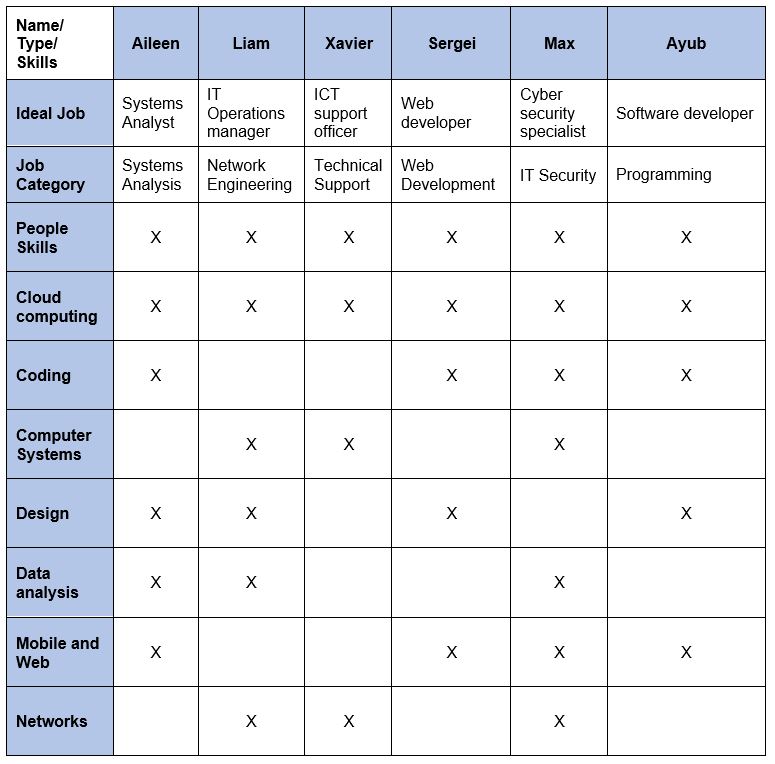 Name/ Type/ Skills Aileen Liam Xavier Sergei Max Ayub
Ideal Job Systems Analyst IT Operations manager ICT support officer Web developer Cyber security specialist Software developer
Job Category Systems Analysis Network Engineering Technical Support Web Development IT Security Programming
People Skills X X X X X X
Cloud computing X X X X X X
Coding X X X X
Computer Systems X X X
Design X X X X
Data analysis X X X
Mobile and Web X X X X
Networks X X X